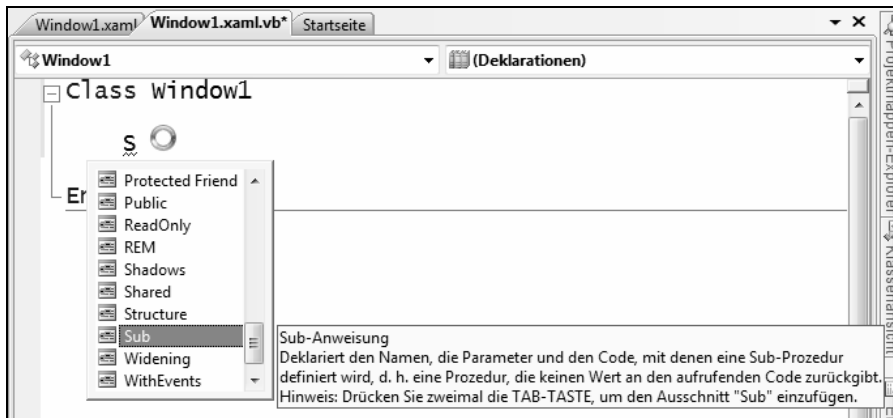 Window1.xaml Window1.xaml.vb* Startseite
Window1 (Deklarationen)
Class Window1
s
Protected Friend
Public
ReadOnly
REM
Shadows
Shared
Structure
Sub
Widening
WithEvents
Sub-Anweisung
Deklariert den Namen, die Parameter und den Code, mit denen eine Sub-Prozedur
definiert wird, d. h. eine Prozedur, die keinen Wert an den aufrufenden Code zurückgibt.
Hinweis: Drücken Sie zweimal die TAB-TASTE, um den Ausschnitt "Sub" einzufügen.
Projektmappen-Explorer
Klassenansicht